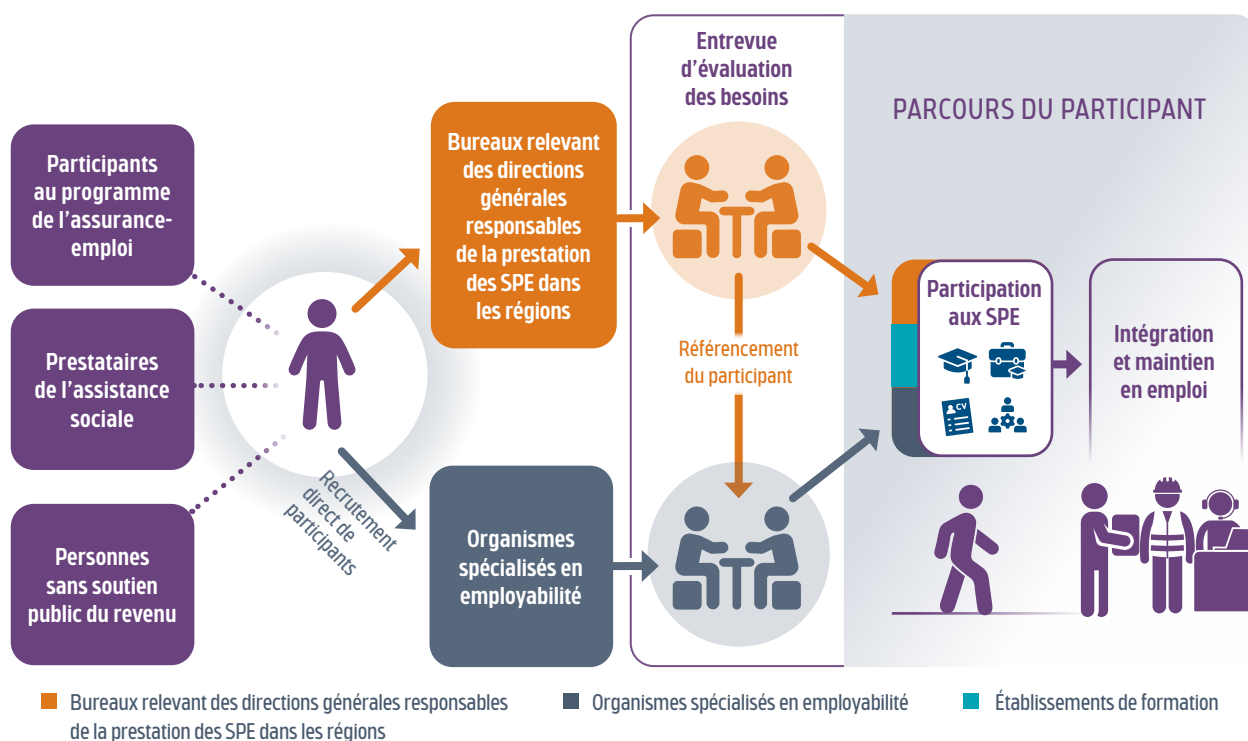 Participants
au programme
de l'assurance-
emploi
Prestataires
de l'assistance
sociale
Personnes
sans soutien
public du revenu
Recrutement
direct de
participants
Bureaux relevant
des directions
générales
responsables
de la prestation
des SPE dans
les régions
Organismes
spécialisés en
employabilité
Entrevue
d'évaluation
des besoins
Référencement
du participant
PARCOURS DU PARTICIPANT
Participation
aux SPE
CV
Intégration
et maintien
en emploi
Bureaux relevant des directions générales responsables
de la prestation des SPE dans les régions
Organismes spécialisés en employabilité
Établissements de formation